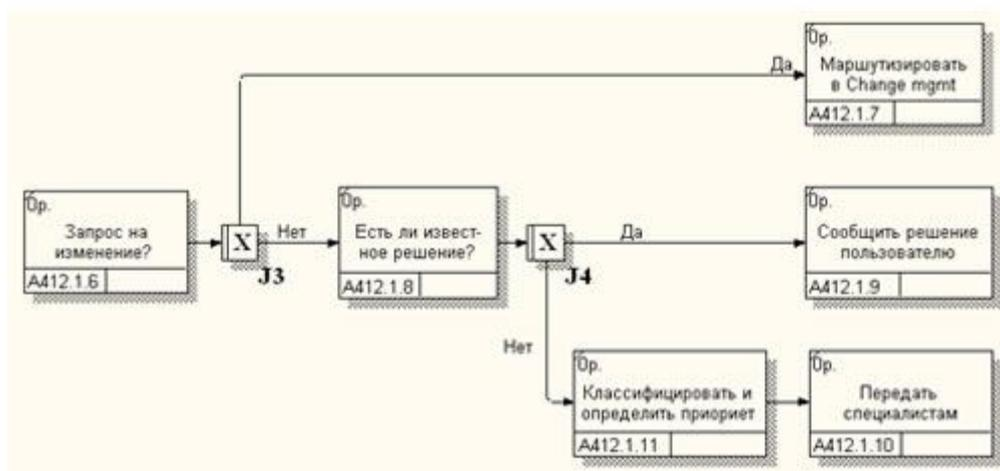 0р.
Маршутизировать
в Change mgmt
A412.1.7
Да
0р.
Запрос на
изменение?
A412.1.6
X
J3
Нет
0р.
Есть ли извест-
ное решение?
A412.1.8
X
J4
Да
0р.
Сообщить решение
пользователю
A412.1.9
Нет
0р.
Классифицировать и
определить приориет
A412.1.11
0р.
Передать
специалистам
A412.1.10